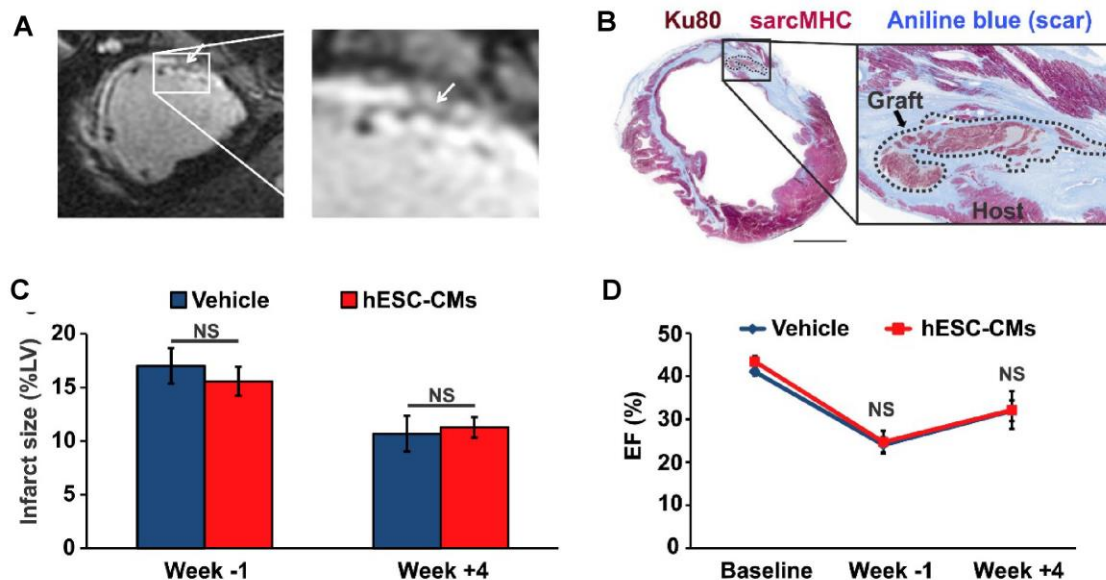 A
B
Ku80 sarcMHC Aniline blue (scar)
Graft
Host
C
Vehicle hESC-CMs
Infarct size (%LV)
20
15
10
5
0
NS
NS
Week -1 Week +4
D
Vehicle hESC-CMs
EF (%)
50
40
30
20
10
0
NS
NS
Baseline Week -1 Week +4